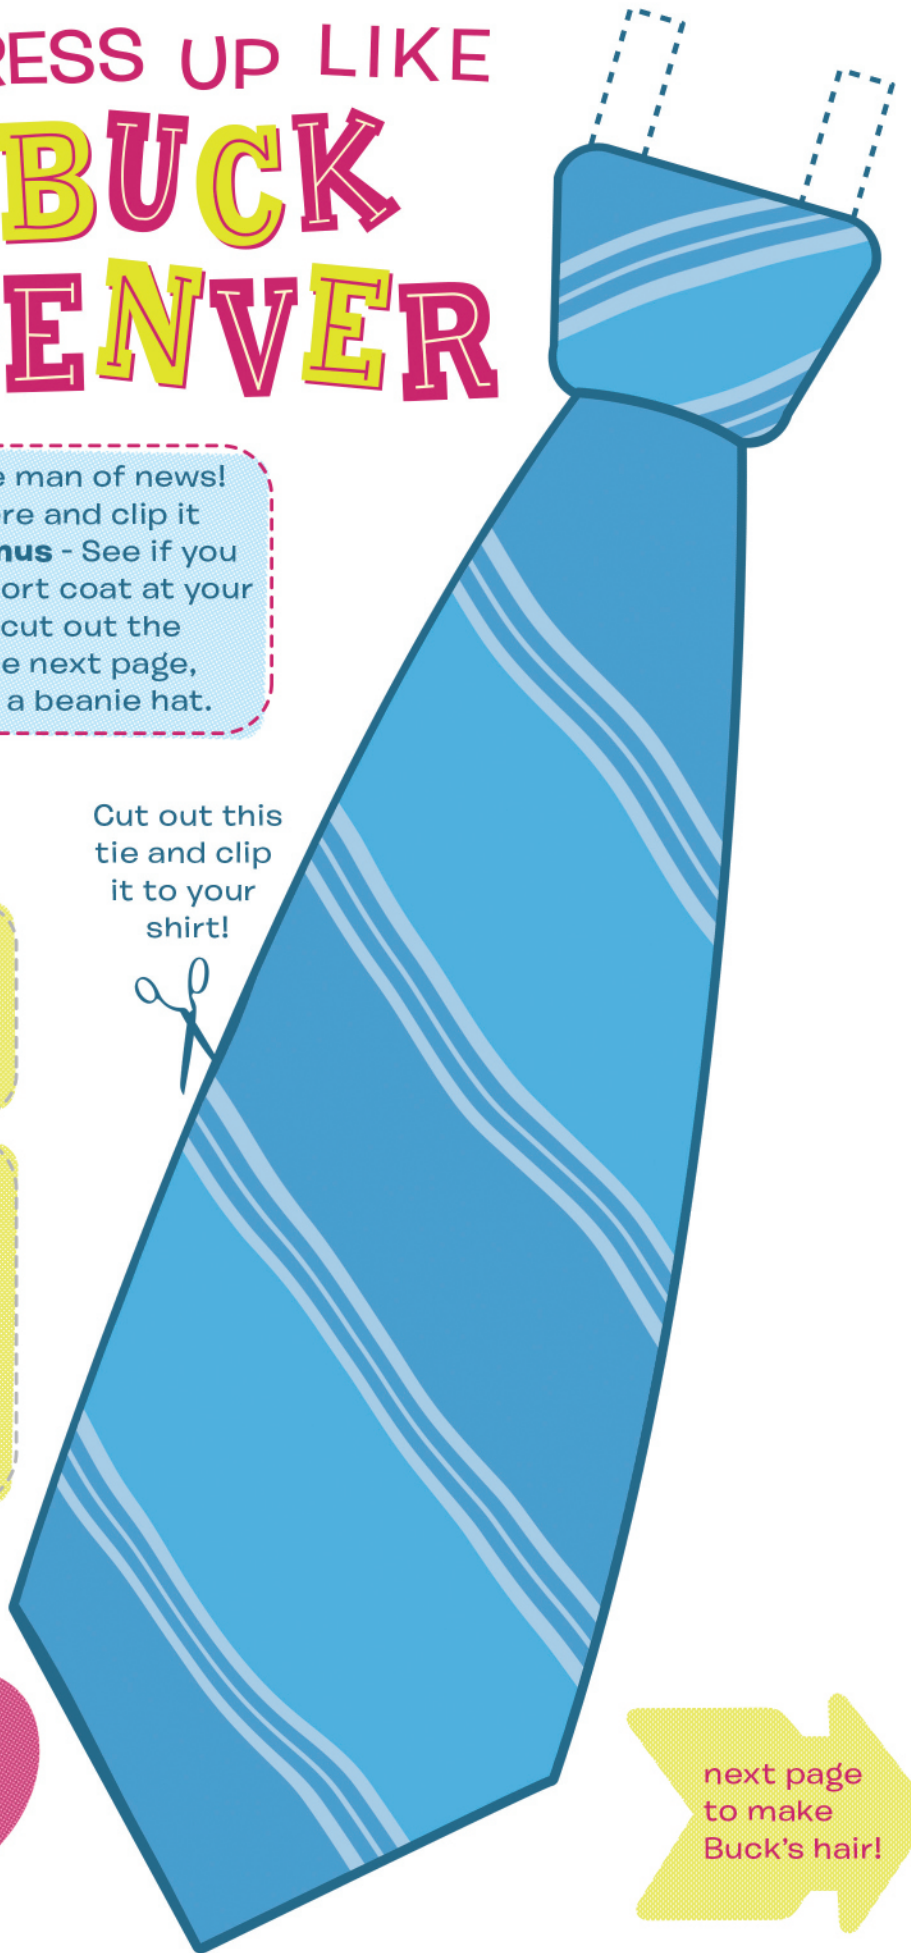 RESS UP LIKE
BUCK
ENVER
e man of news!
re and clip it
nus - See if you
ort coat at your
cut out the
e next page,
a beanie hat.
Cut out this
tie and clip
it to your
shirt!
next page
to make
Buck's hair!